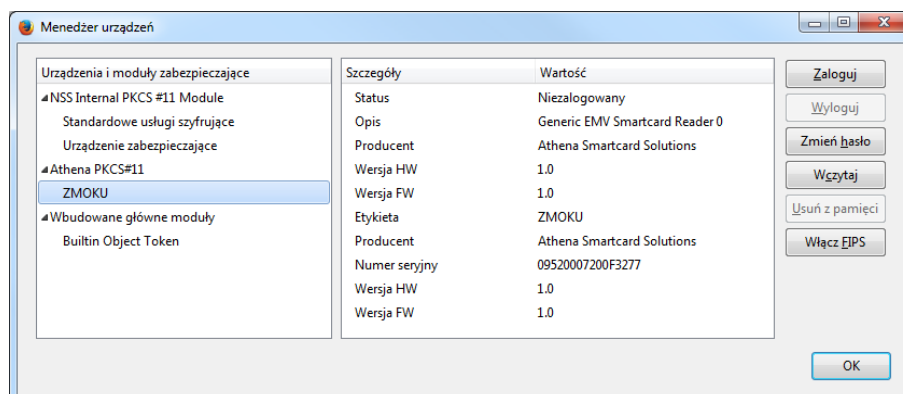 Menedżer urządzeń
Urządzenia i moduły zabezpieczające
NSS Internal PKCS #11 Module
Standardowe usługi szyfrujące
Urządzenie zabezpieczające
Athena PKCS#11
ZMOKU
Wbudowane główne moduły
Builtin Object Token
Szczegóły Wartość
Status Niezalogowany
Opis Generic EMV Smartcard Reader 0
Producent Athena Smartcard Solutions
Wersja HW 1.0
Wersja FW 1.0
Etykieta ZMOKU
Producent Athena Smartcard Solutions
Numer seryjny 09520007200F3277
Wersja HW 1.0
Wersja FW 1.0
Zaloguj
Wyloguj
Zmień hasło
Wczytaj
Usuń z pamięci
Włącz FIPS
OK